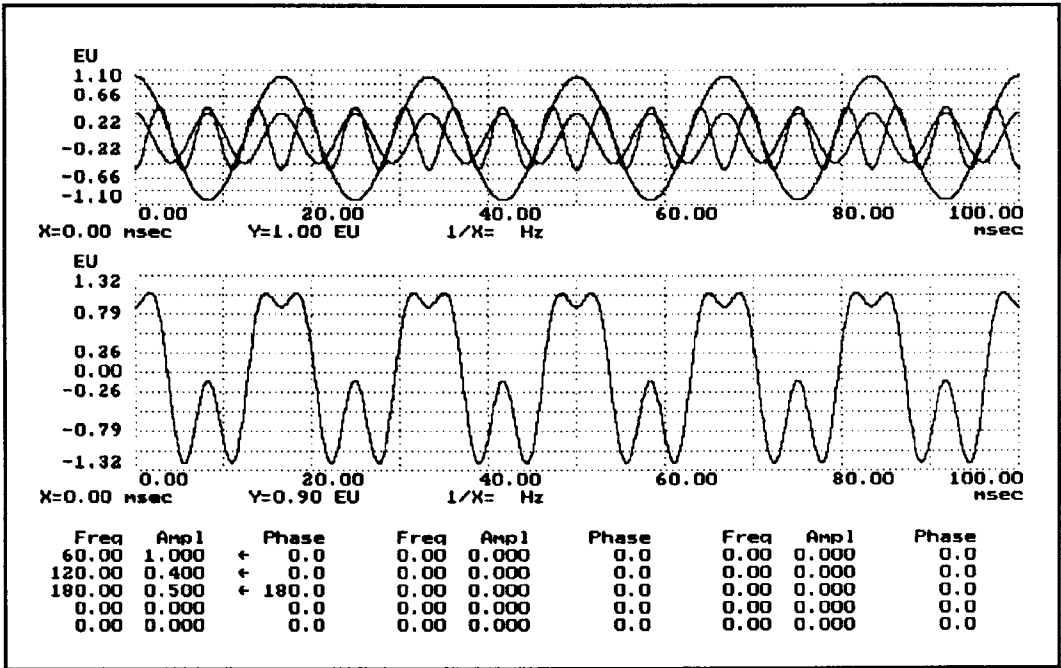 EU
1.10
0.66
0.22
-0.22
-0.66
-1.10
0.00 20.00 40.00 60.00 80.00 100.00
X=0.00 msec Y=1.00 EU 1/X= Hz msec
EU
1.32
0.79
0.26
0.00
-0.26
-0.79
-1.32
0.00 20.00 40.00 60.00 80.00 100.00
X=0.00 msec Y=0.90 EU 1/X= Hz msec
Freq Ampl Phase Freq Ampl Phase Freq Ampl Phase
60.00 1.000 ← 0.0 0.00 0.000 0.0 0.00 0.000 0.0
120.00 0.400 ← 0.0 0.00 0.000 0.0 0.00 0.000 0.0
180.00 0.500 ← 180.0 0.00 0.000 0.0 0.00 0.000 0.0
0.00 0.000 0.0 0.00 0.000 0.0 0.00 0.000 0.0
0.00 0.000 0.0 0.00 0.000 0.0 0.00 0.000 0.0